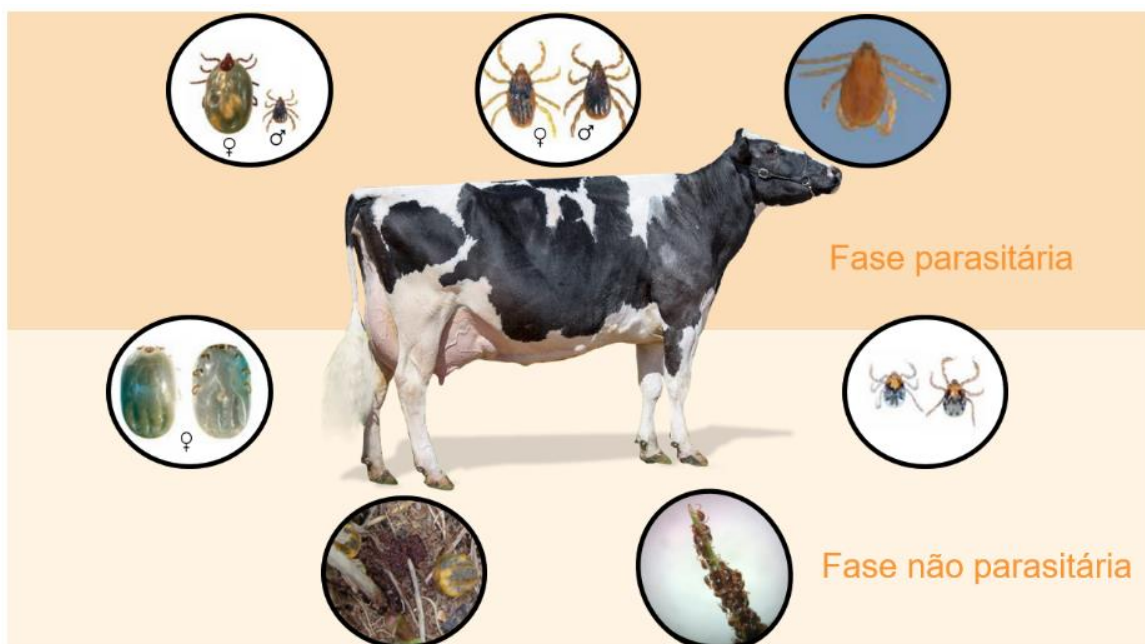 ♀ ♂
♀ ♂
Fase parasitária
♀
Fase não parasitária